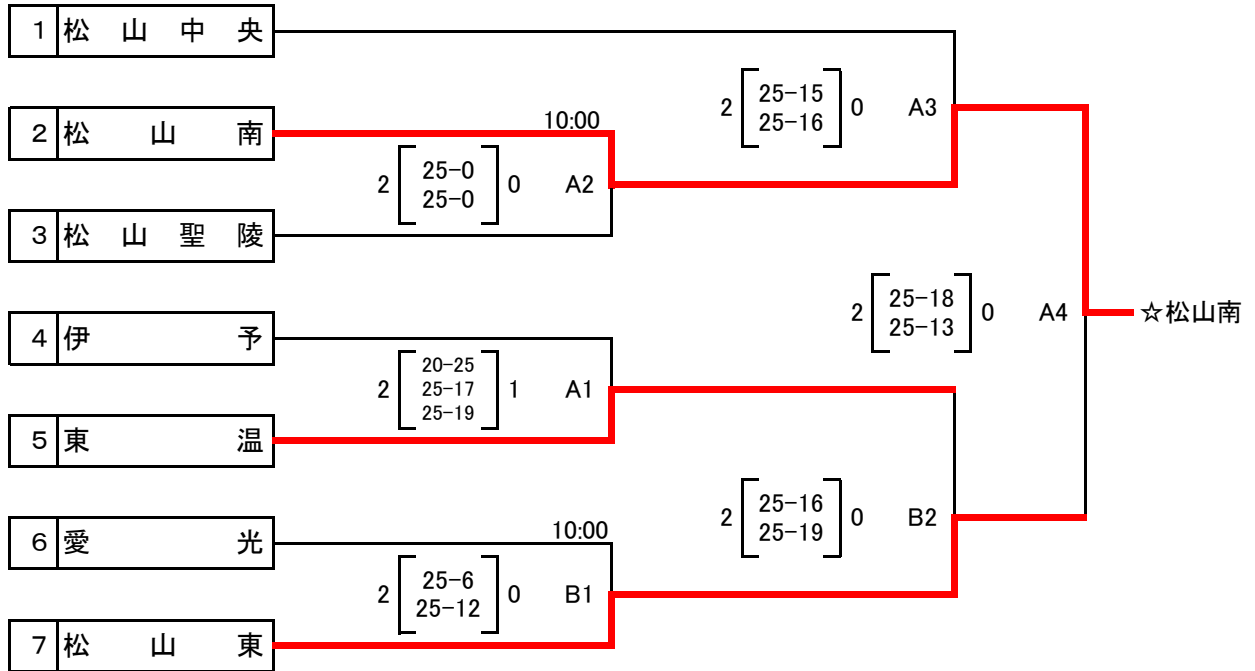 1 松山中央
2 [ 25-15 ] 0 A3
25-16
2 松山南
10:00
2 [ 25-0 ] 0 A2
25-0
3 松山聖陵
2 [ 25-18 ] 0 A4
25-13
☆松山南
4 伊予
2 [ 20-25
25-17 ] 1 A1
25-19
5 東温
2 [ 25-16 ] 0 B2
25-19
6 愛光
10:00
2 [ 25-6 ] 0 B1
25-12
7 松山東